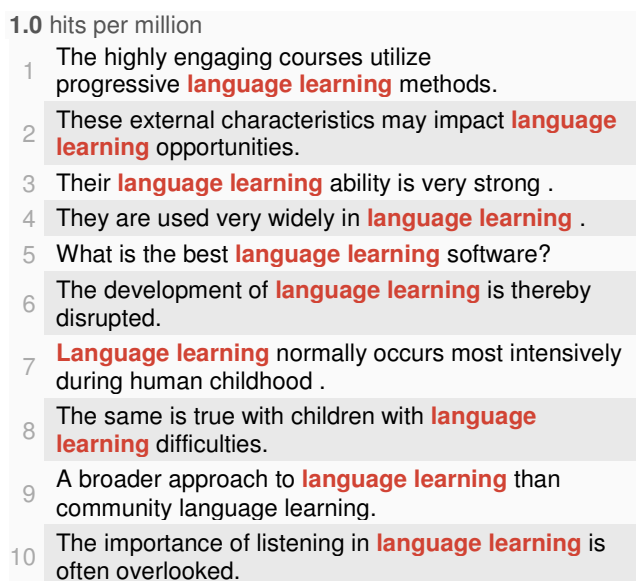 1.0 hits per million
1 The highly engaging courses utilize
progressive language learning methods.
2 These external characteristics may impact language
learning opportunities.
3 Their language learning ability is very strong .
4 They are used very widely in language learning .
5 What is the best language learning software?
6 The development of language learning is thereby
disrupted.
7 Language learning normally occurs most intensively
during human childhood .
8 The same is true with children with language
learning difficulties.
9 A broader approach to language learning than
community language learning.
10 The importance of listening in language learning is
often overlooked.